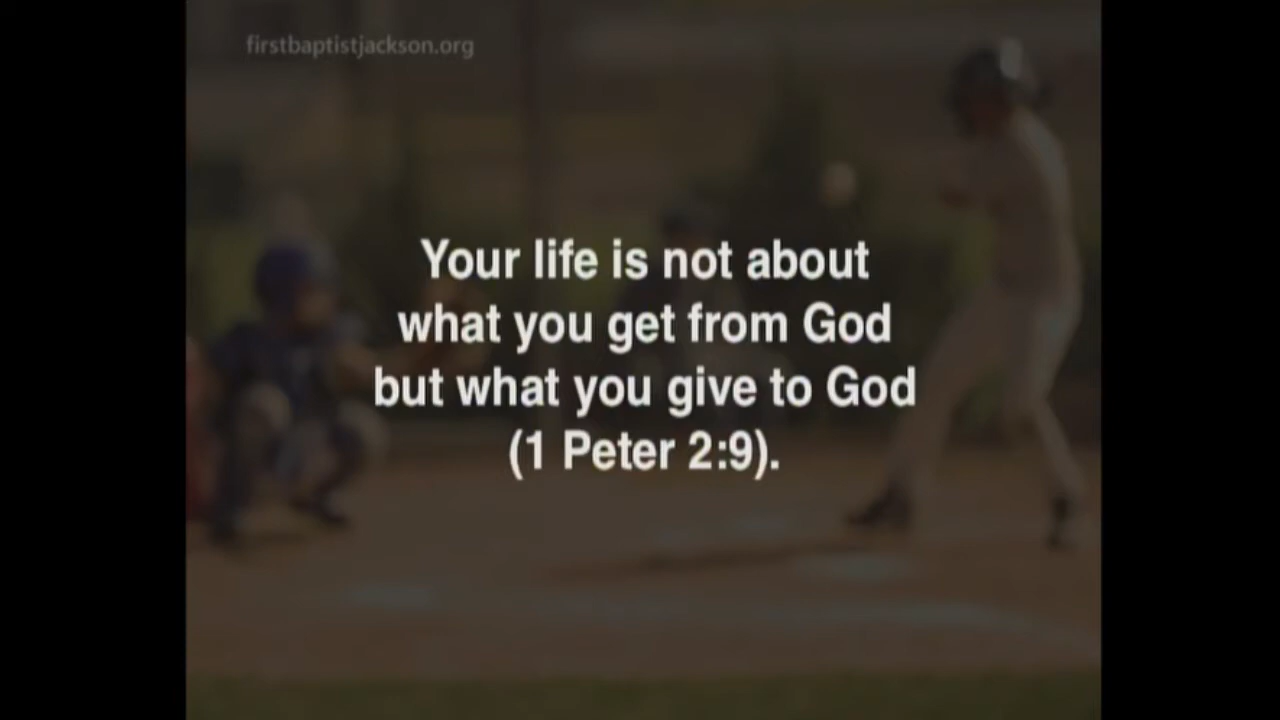 firstbaptistjackson.org
Your life is not about
what you get from God
but what you give to God
(1 Peter 2:9).